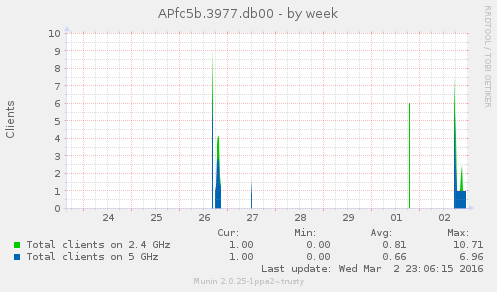 APfc5b.3977.db00 - by week
RRDTOOL / TOBI OETIKER
Clients
10
9
8
7
6
5
4
3
2
1
0
24 25 26 27 28 29 01 02
Cur: Min: Avg: Max:
Total clients on 2.4 GHz 1.00 0.00 0.81 10.71
Total clients on 5 GHz 1.00 0.00 0.66 6.96
Last update: Wed Mar 2 23:06:15 2016
Munin 2.0.25-1ppa2~trusty